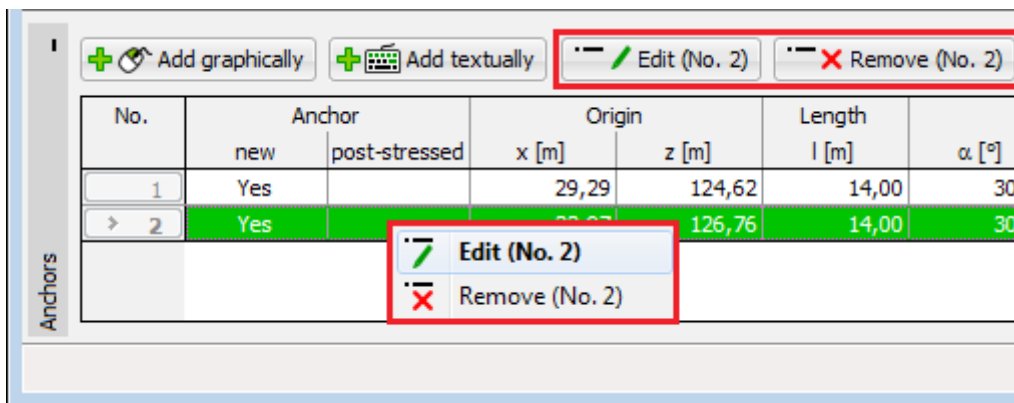 Add graphically Add textually Edit (No. 2) Remove (No. 2)
No. Anchor Origin Length
new post-stressed x [m] z [m] l [m] α [°]
1 Yes 29,29 124,62 14,00 30
> 2 Yes 126,76 14,00 30
Edit (No. 2)
Remove (No. 2)
Anchors